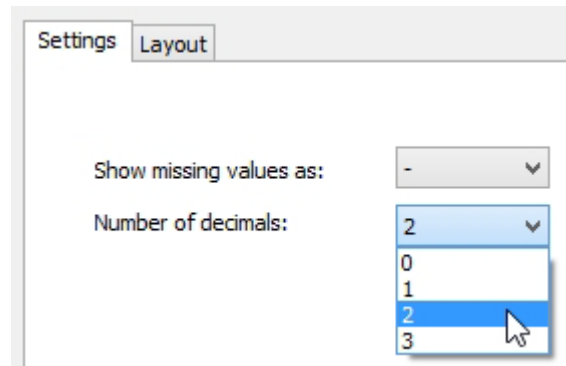 Settings Layout
Show missing values as: -
Number of decimals: 2
0
1
2
3